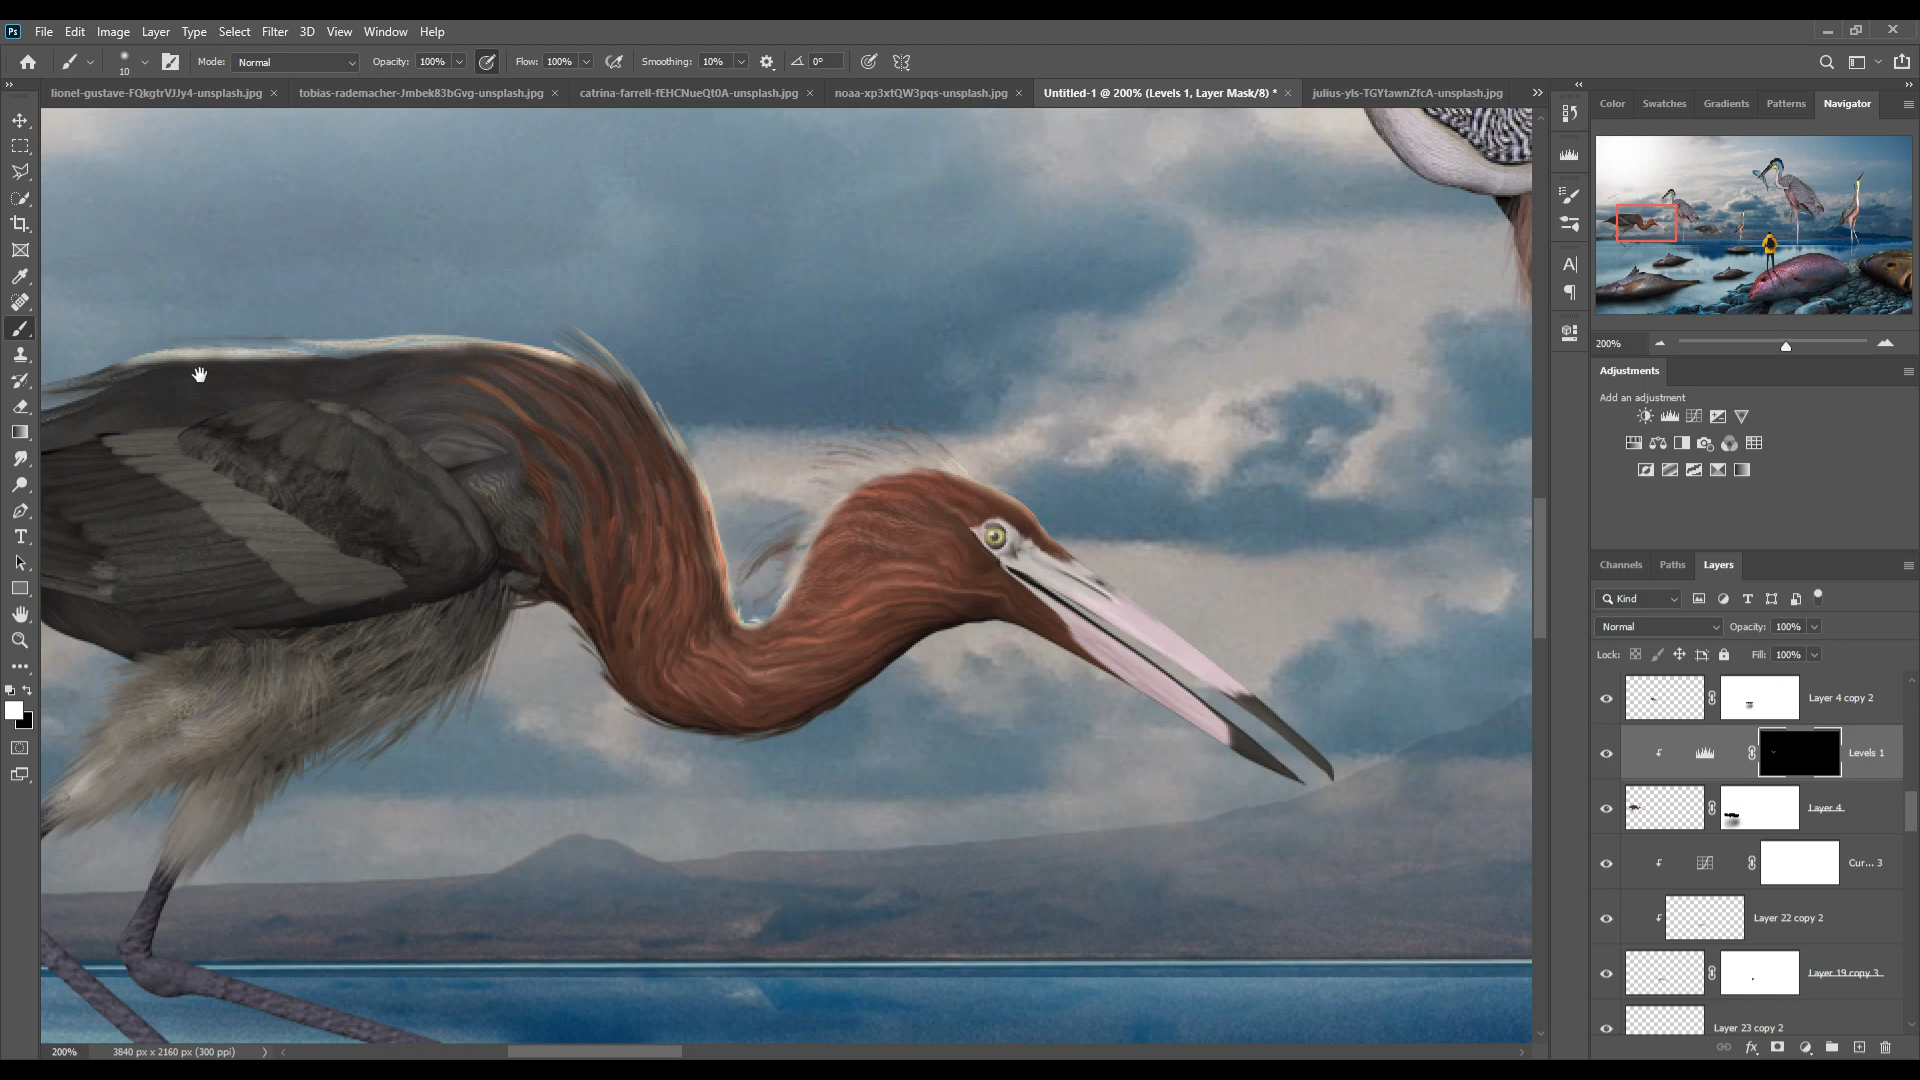 Ps File Edit Image Layer Type Select Filter 3D View Window Help
10 Mode: Normal Opacity: 100% Flow: 100% Smoothing: 10% 0°
lionel-gustave-FQkgtrVJJy4-unsplash.jpg × tobias-rademacher-Jmbek83bGvg-unsplash.jpg × catrina-farrell-fEHCNueQt0A-unsplash.jpg × noaa-xp3xtQW3pqs-unsplash.jpg × Untitled-1 @ 200% (Levels 1, Layer Mask/8) * × julius-yls-TGYtawnZfcA-unsplash.jpg
Color Swatches Gradients Patterns Navigator
200%
Adjustments
Add an adjustment
Channels Paths Layers
Kind
Normal Opacity: 100%
Lock: Fill: 100%
Layer 4 copy 2
Levels 1
Layer 4
Cur... 3
Layer 22 copy 2
Layer 19 copy 3
Layer 23 copy 2
200% 3840 px x 2160 px (300 ppi)